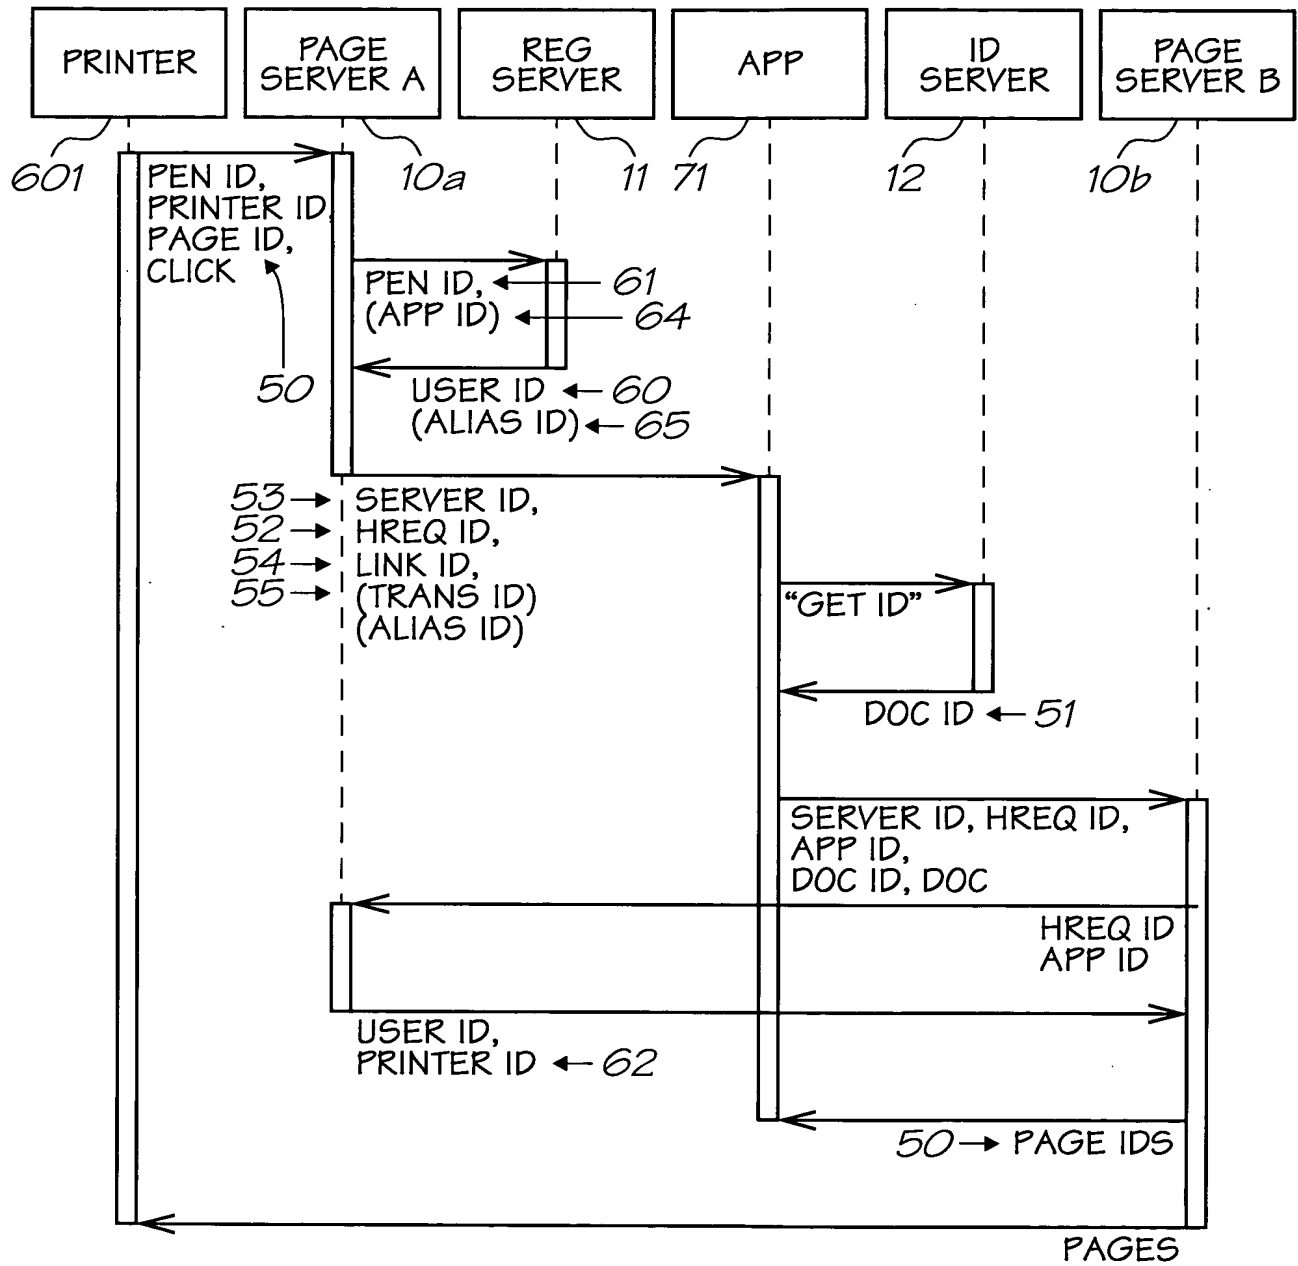 PRINTER
PAGE
SERVER A
REG
SERVER
APP
ID
SERVER
PAGE
SERVER B
601
10a
11
71
12
10b
PEN ID,
PRINTER ID
PAGE ID,
CLICK
50
PEN ID,
61
(APP ID)
64
USER ID
60
(ALIAS ID)
65
53
SERVER ID,
52
HREQ ID,
54
LINK ID,
55
(TRANS ID)
(ALIAS ID)
“GET ID”
DOC ID
51
SERVER ID, HREQ ID,
APP ID,
DOC ID, DOC
HREQ ID
APP ID
USER ID,
PRINTER ID
62
50
PAGE IDS
PAGES